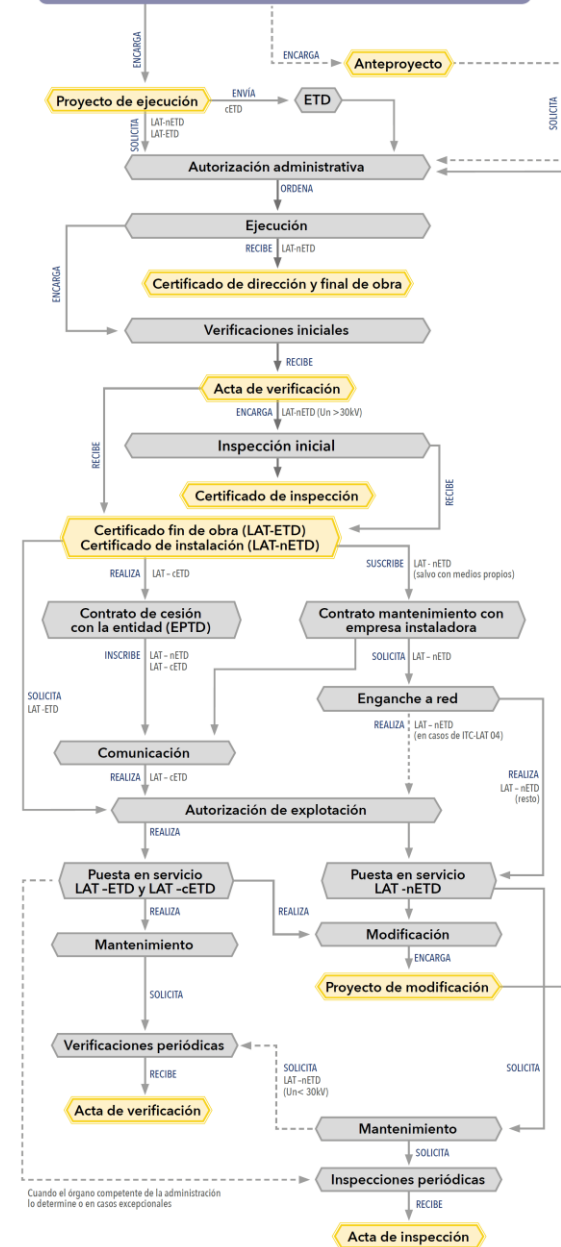 ENCARGA
ENCARGA
Anteproyecto
SOLICITA
Proyecto de ejecución
ENVÍA
cETD
ETD
SOLICITA
LAT-nETD
LAT-ETD
Autorización administrativa
ORDENA
Ejecución
RECIBE LAT-nETD
ENCARGA
Certificado de dirección y final de obra
Verificaciones iniciales
RECIBE
Acta de verificación
ENCARGA LAT-nETD (Un >30kV)
RECIBE
Inspección inicial
RECIBE
Certificado de inspección
Certificado fin de obra (LAT-ETD)
Certificado de instalación (LAT-nETD)
REALIZA LAT – cETD
SUSCRIBE LAT - nETD
(salvo con medios propios)
Contrato de cesión
con la entidad (EPTD)
Contrato mantenimiento con
empresa instaladora
INSCRIBE LAT – nETD
LAT – cETD
SOLICITA LAT – nETD
SOLICITA
LAT -ETD
Enganche a red
REALIZA LAT – nETD
(en casos de ITC-LAT 04)
Comunicación
REALIZA LAT – cETD
REALIZA
LAT – nETD
(resto)
Autorización de explotación
REALIZA
Puesta en servicio
LAT –ETD y LAT –cETD
Puesta en servicio
LAT -nETD
REALIZA
REALIZA
Mantenimiento
Modificación
ENCARGA
Proyecto de modificación
SOLICITA
Verificaciones periódicas
SOLICITA
LAT –nETD
(Un< 30kV)
SOLICITA
RECIBE
Acta de verificación
Mantenimiento
SOLICITA
Inspecciones periódicas
Cuando el órgano competente de la administración
lo determine o en casos excepcionales
RECIBE
Acta de inspección